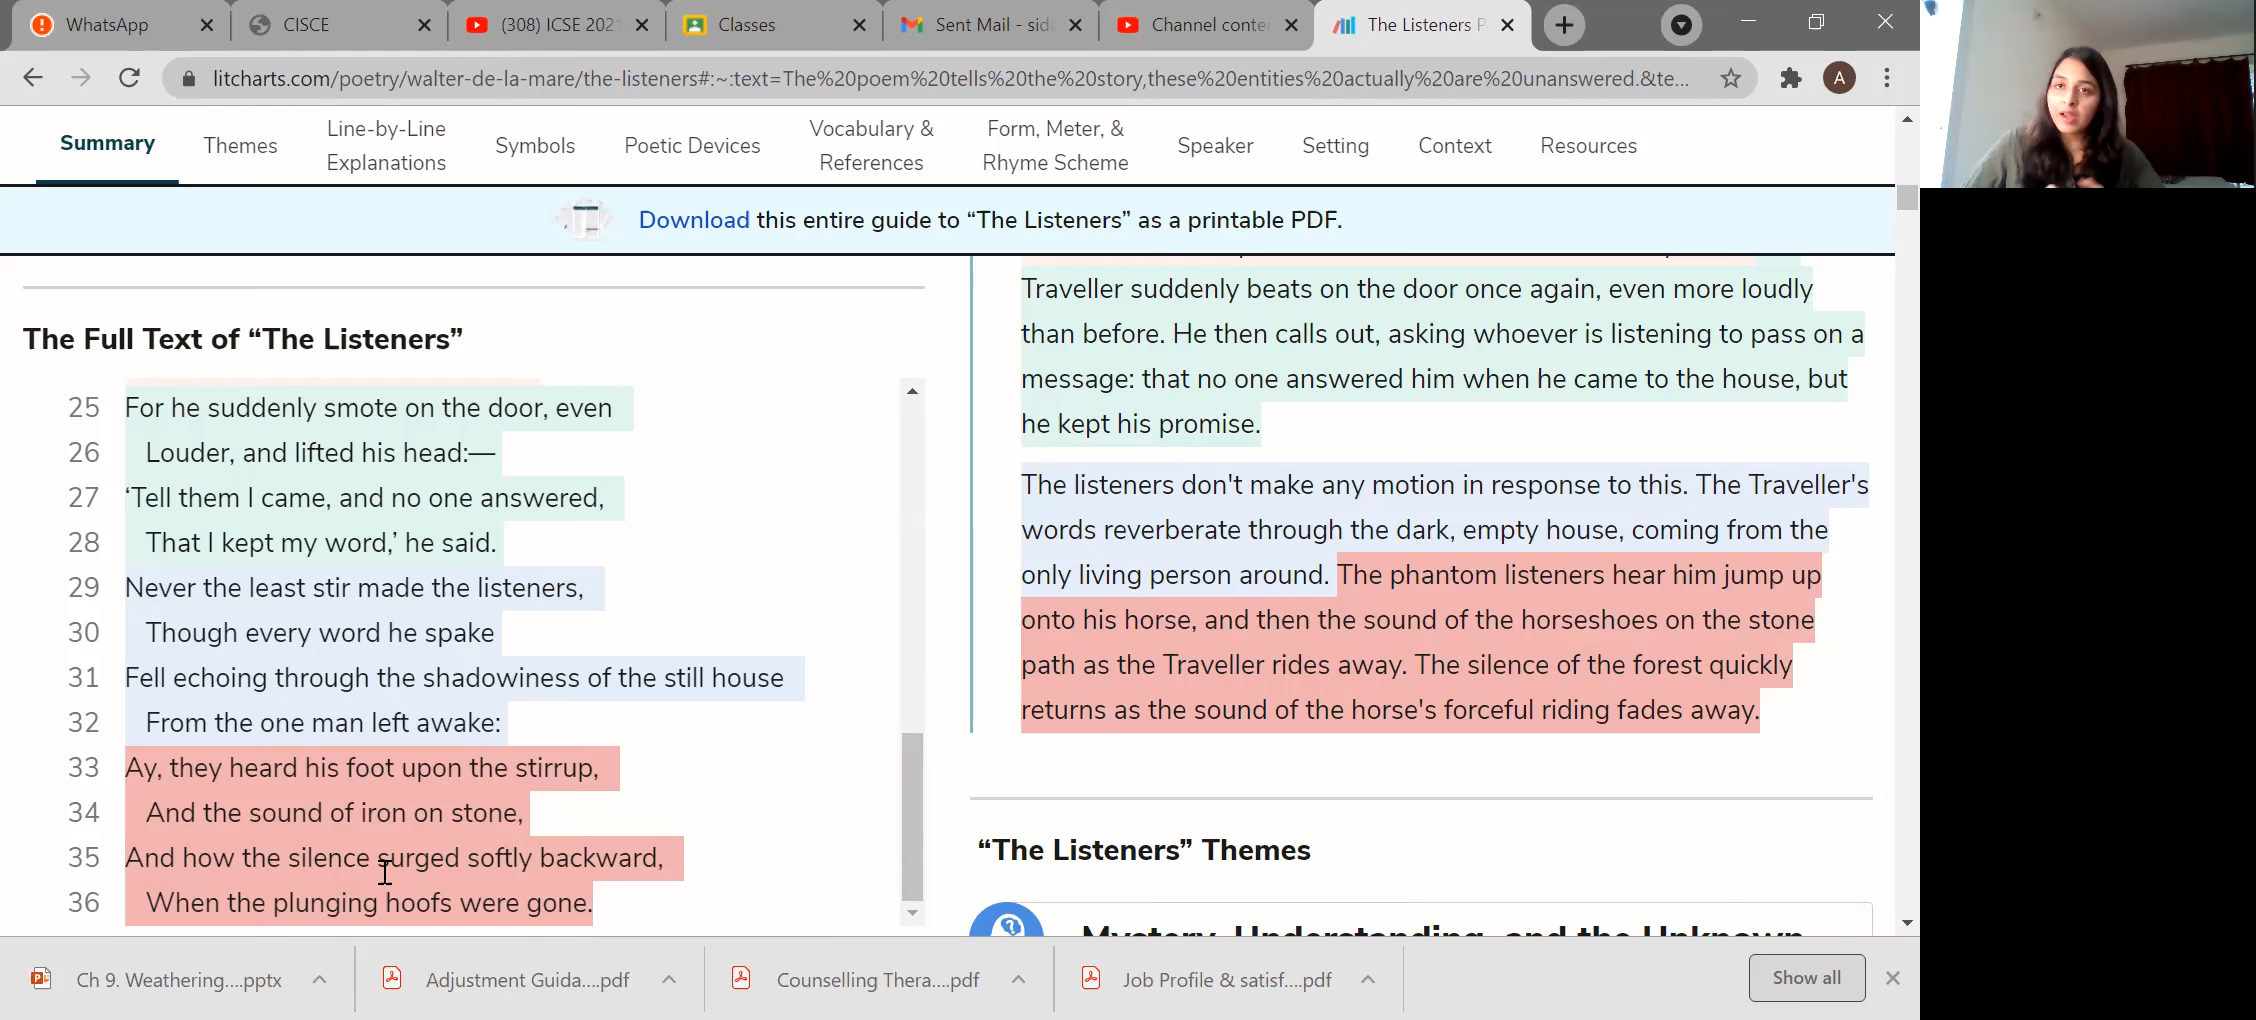 WhatsApp
CISCE
(308) ICSE 2021
Classes
Sent Mail - sid
Channel conte
The Listeners P
litcharts.com/poetry/walter-de-la-mare/the-listeners#:~:text=The%20poem%20tells%20the%20story,these%20entities%20actually%20are%20unanswered.&te...
A
Summary
Themes
Line-by-Line
Explanations
Symbols
Poetic Devices
Vocabulary &
References
Form, Meter, &
Rhyme Scheme
Speaker
Setting
Context
Resources
Download this entire guide to “The Listeners” as a printable PDF.
The Full Text of “The Listeners”
25 For he suddenly smote on the door, even
26 Louder, and lifted his head:—
27 ‘Tell them I came, and no one answered,
28 That I kept my word,’ he said.
29 Never the least stir made the listeners,
30 Though every word he spake
31 Fell echoing through the shadowiness of the still house
32 From the one man left awake:
33 Ay, they heard his foot upon the stirrup,
34 And the sound of iron on stone,
35 And how the silence surged softly backward,
36 When the plunging hoofs were gone.
Traveller suddenly beats on the door once again, even more loudly
than before. He then calls out, asking whoever is listening to pass on a
message: that no one answered him when he came to the house, but
he kept his promise.
The listeners don't make any motion in response to this. The Traveller's
words reverberate through the dark, empty house, coming from the
only living person around. The phantom listeners hear him jump up
onto his horse, and then the sound of the horseshoes on the stone
path as the Traveller rides away. The silence of the forest quickly
returns as the sound of the horse's forceful riding fades away.
“The Listeners” Themes
Mystery, Understanding, and the Unknown
Ch 9. Weathering....pptx
Adjustment Guida....pdf
Counselling Thera....pdf
Job Profile & satisf....pdf
Show all